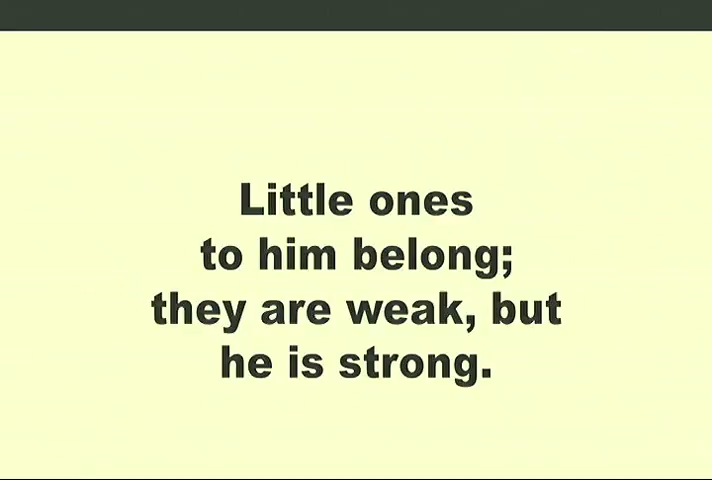 Little ones
to him belong;
they are weak, but
he is strong.